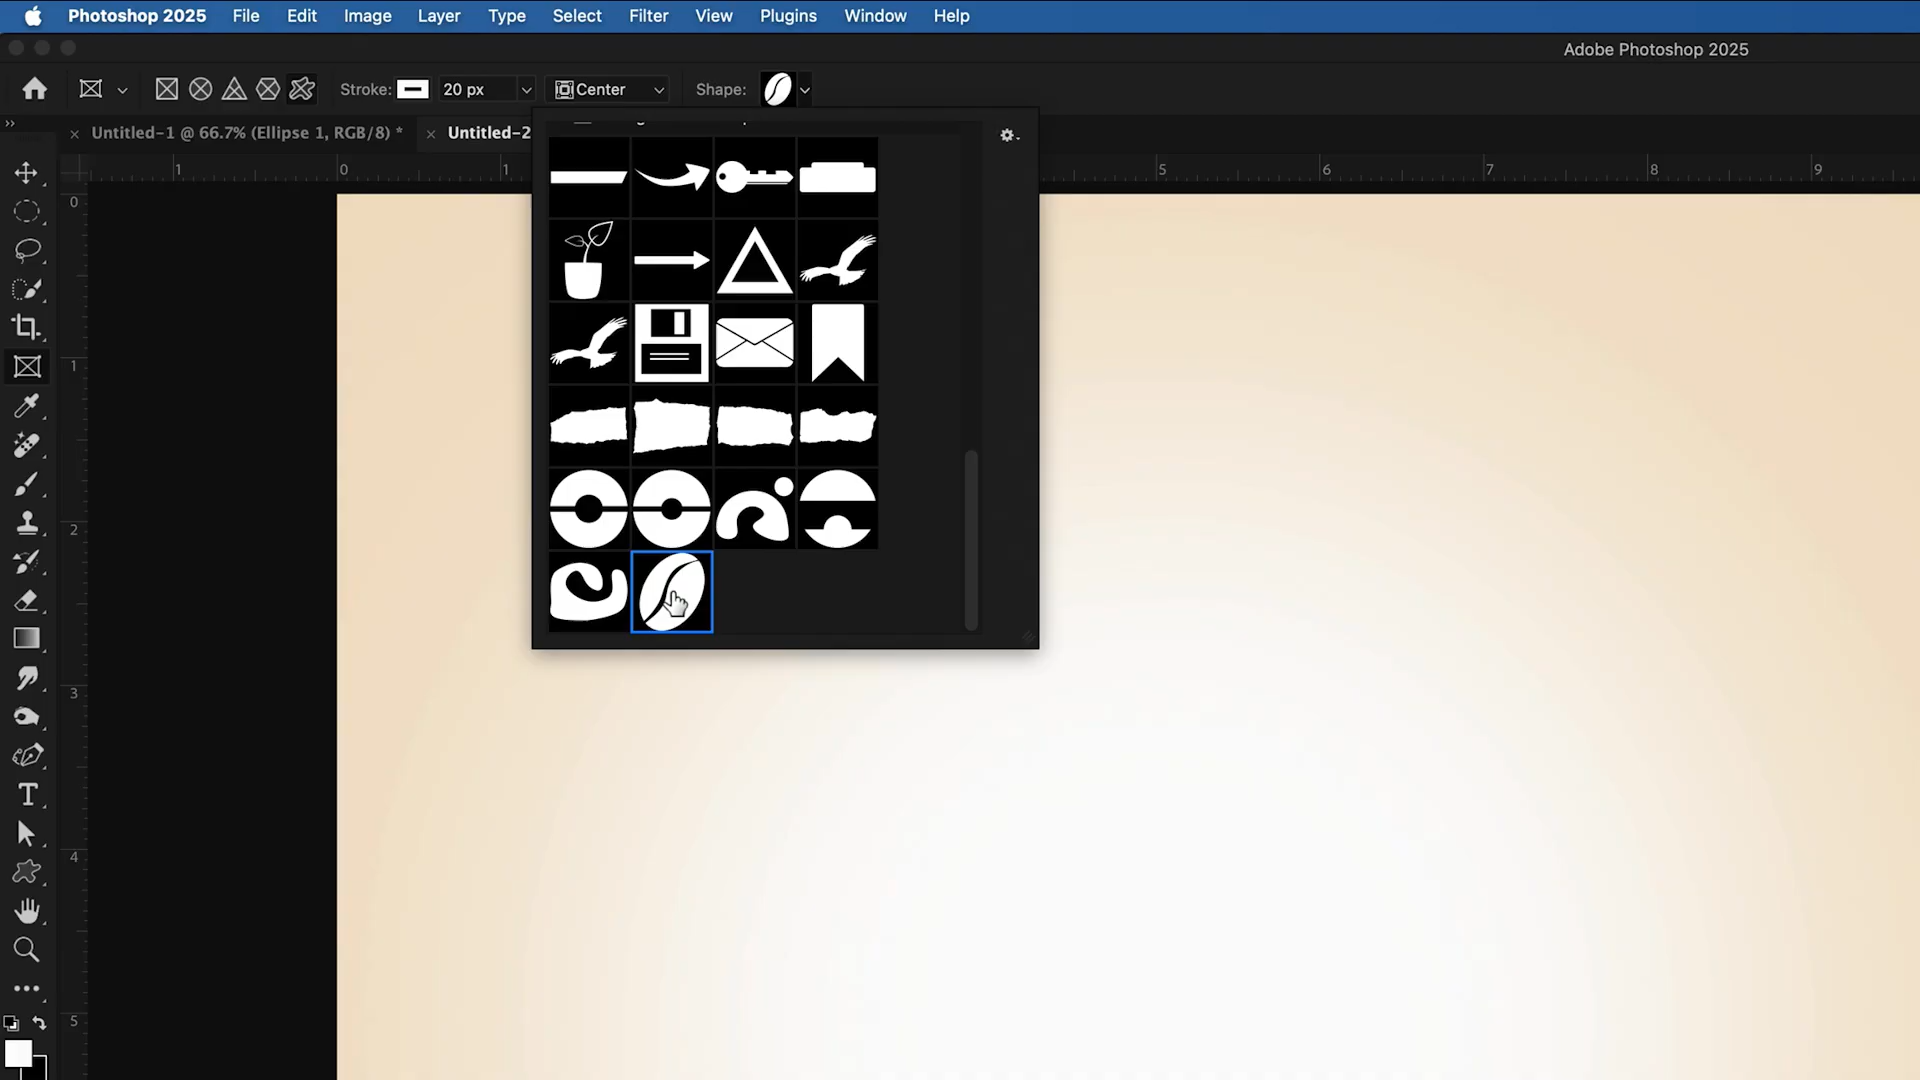 Photoshop 2025 File Edit Image Layer Type Select Filter View Plugins Window Help
Adobe Photoshop 2025
Stroke: 20 px Center Shape:
Untitled-1 @ 66.7% (Ellipse 1, RGB/8) * Untitled-2
1 0 1 5 6 7 8 9
0
1
2
3
4
5